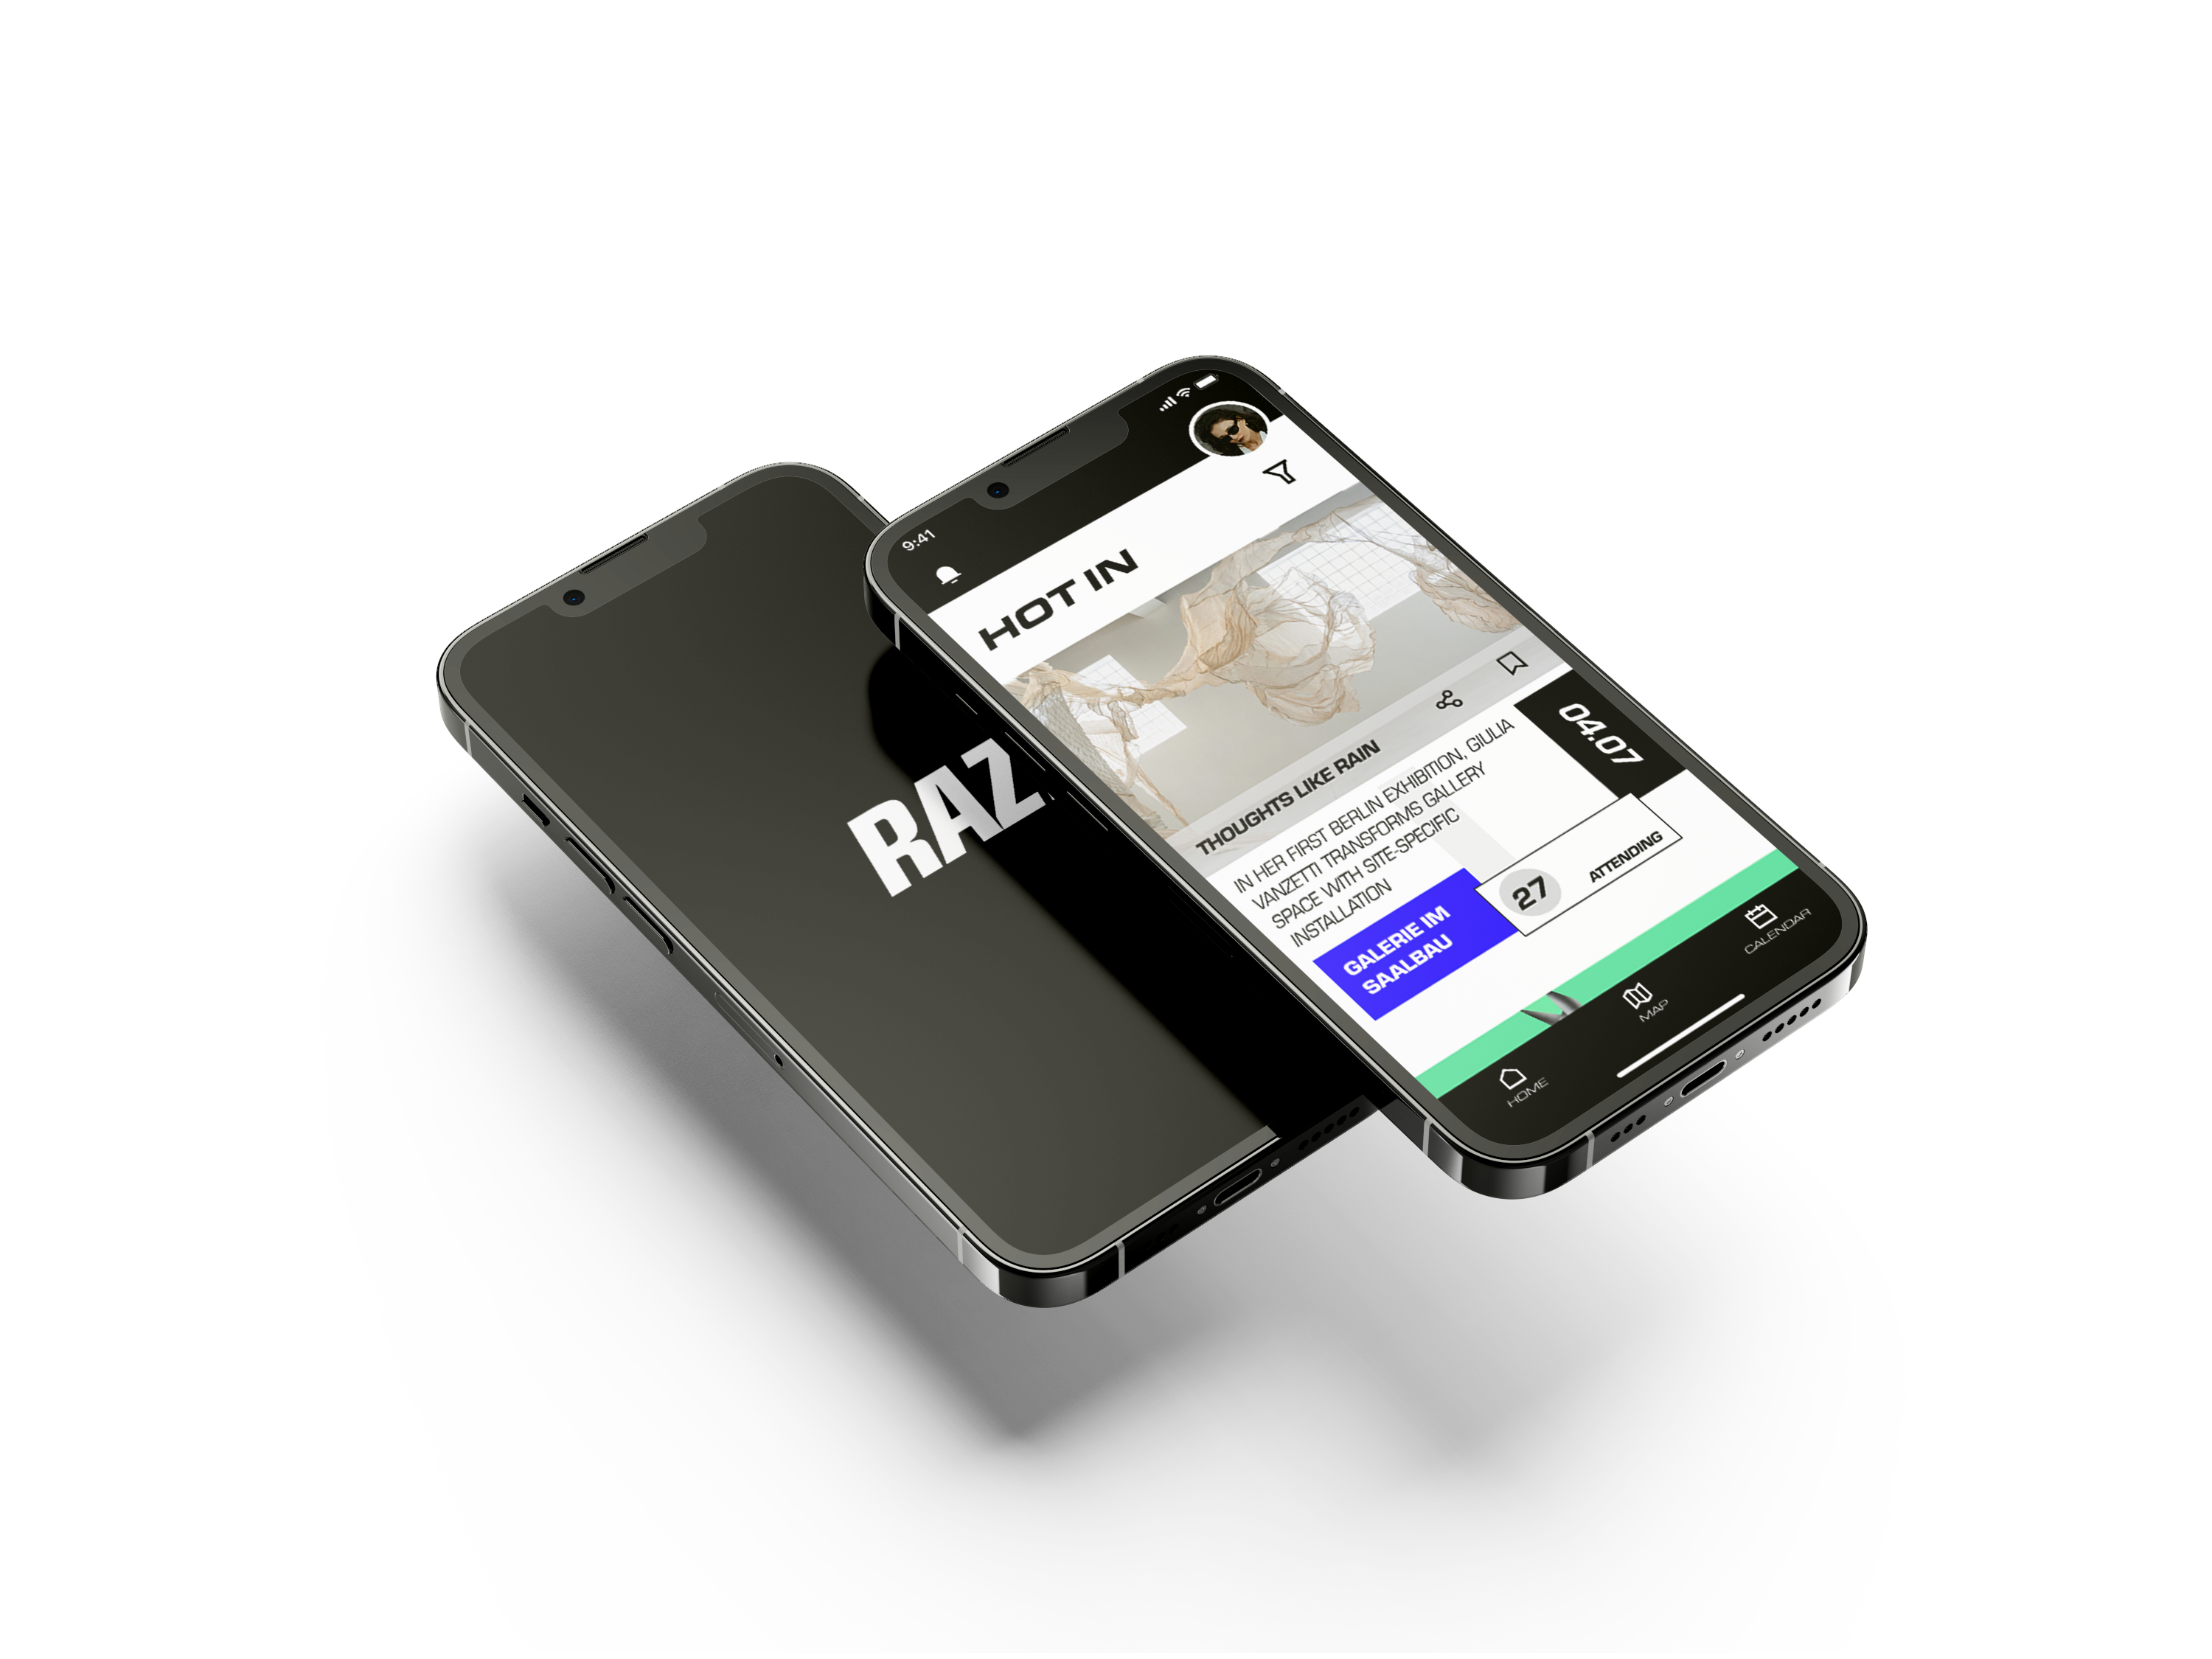 RAZ
9:41
HOT IN
THOUGHTS LIKE RAIN
IN HER FIRST BERLIN EXHIBITION, GIULIA
VANZETTI TRANSFORMS GALLERY
SPACE WITH SITE-SPECIFIC
INSTALLATION
04.07
GALERIE IM
SAALBAU
27 ATTENDING
HOME
MAP
CALENDAR